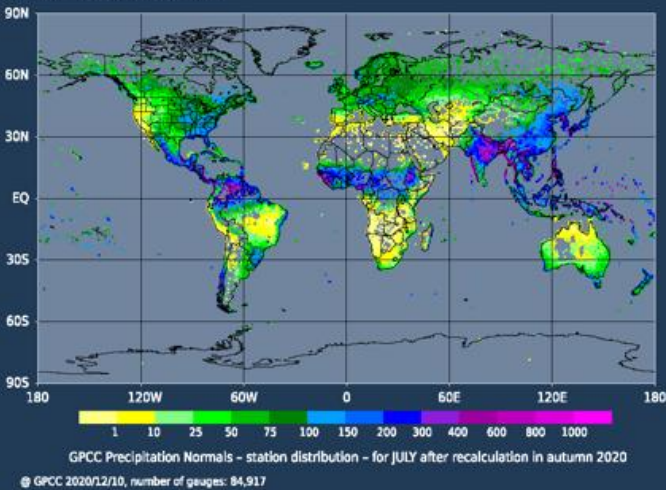 90N
60N
30N
EQ
30S
60S
90S
180 120W 60W 0 60E 120E 180
1 10 25 50 75 100 150 200 300 400 600 800 1000
GPCC Precipitation Normals – station distribution – for JULY after recalculation in autumn 2020
@ GPCC 2020/12/10, number of gauges: 84,917